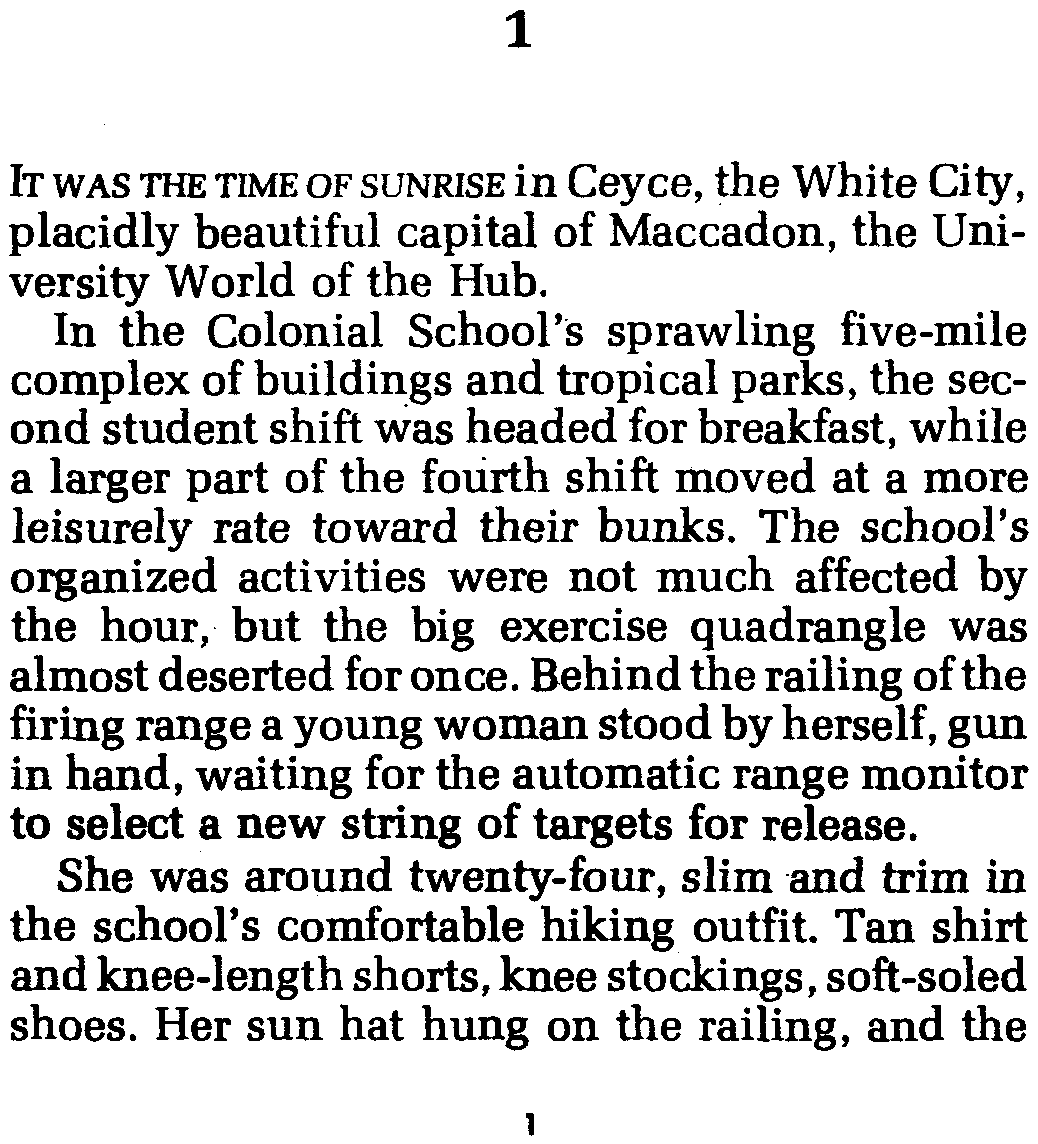 1
IT WAS THE TIME OF SUNRISE in Ceyce, the White City,
placidly beautiful capital of Maccadon, the Uni-
versity World of the Hub.
In the Colonial School's sprawling five-mile
complex of buildings and tropical parks, the sec-
ond student shift was headed for breakfast, while
a larger part of the fourth shift moved at a more
leisurely rate toward their bunks. The school's
organized activities were not much affected by
the hour, but the big exercise quadrangle was
almost deserted for once. Behind the railing of the
firing range a young woman stood by herself, gun
in hand, waiting for the automatic range monitor
to select a new string of targets for release.
She was around twenty-four, slim and trim in
the school's comfortable hiking outfit. Tan shirt
and knee-length shorts, knee stockings, soft-soled
shoes. Her sun hat hung on the railing, and the
1